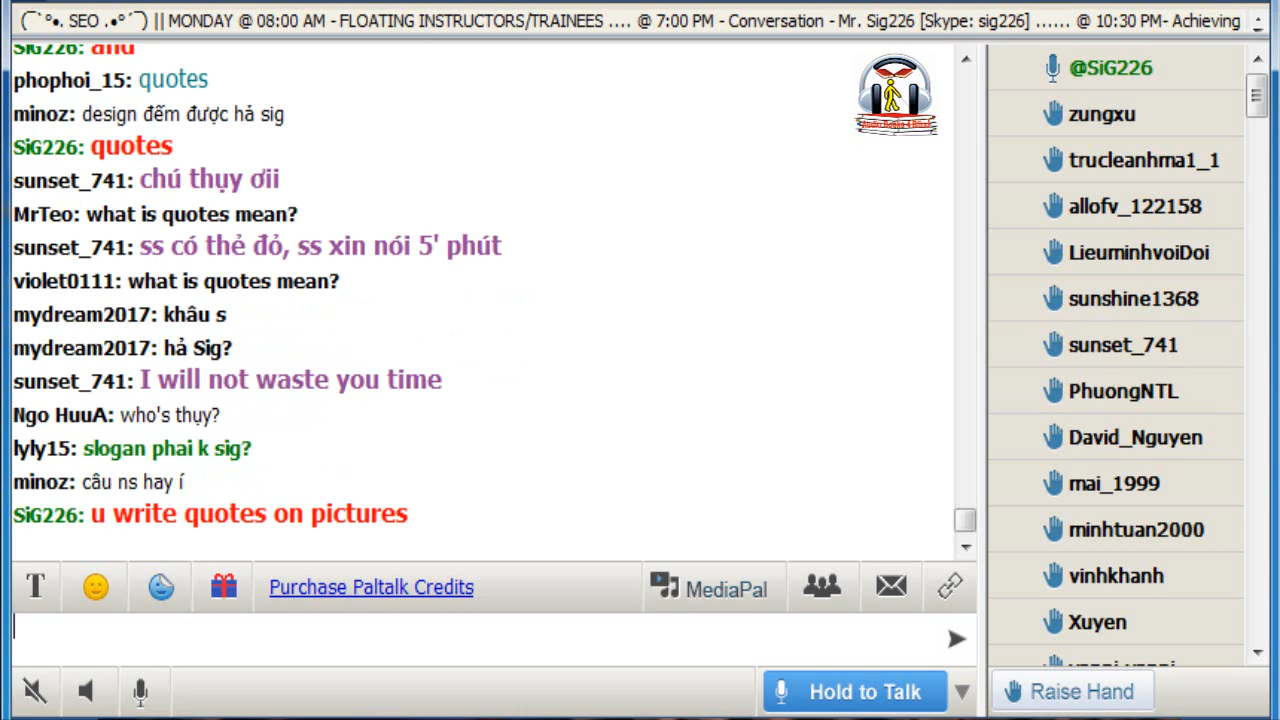 (¯`°•. SEO .•°´¯) || MONDAY @ 08:00 AM - FLOATING INSTRUCTORS/TRAINEES .... @ 7:00 PM - Conversation - Mr. Sig226 [Skype: sig226] ...... @ 10:30 PM- Achieving
SiG226: and
phophoi_15: quotes
minoz: design đếm được hả sig
SiG226: quotes
sunset_741: chú thụy ơii
MrTeo: what is quotes mean?
sunset_741: ss có thẻ đỏ, ss xin nói 5' phút
violet0111: what is quotes mean?
mydream2017: khâu s
mydream2017: hả Sig?
sunset_741: I will not waste you time
Ngo HuuA: who's thụy?
lyly15: slogan phai k sig?
minoz: câu ns hay í
SiG226: u write quotes on pictures
@SiG226
zungxu
trucleanhma1_1
allofv_122158
LieuminhvoiDoi
sunshine1368
sunset_741
PhuongNTL
David_Nguyen
mai_1999
minhtuan2000
vinhkhanh
Xuyen
T
Purchase Paltalk Credits
MediaPal
Hold to Talk
Raise Hand